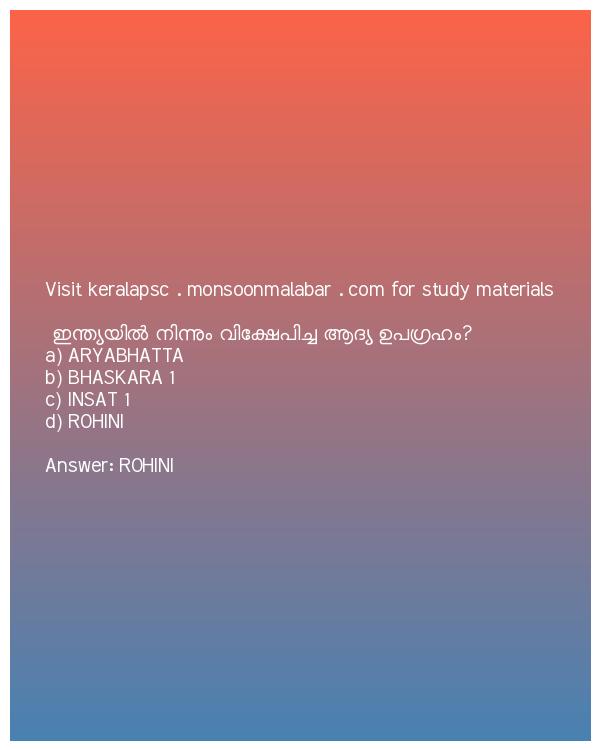 Visit keralapsc . monsoonmalabar . com for study materials
ഇന്ത്യയിൽ നിന്നും വിക്ഷേപിച്ച ആദ്യ ഉപഗ്രഹം?
a) ARYABHATTA
b) BHASKARA 1
c) INSAT 1
d) ROHINI
Answer: ROHINI